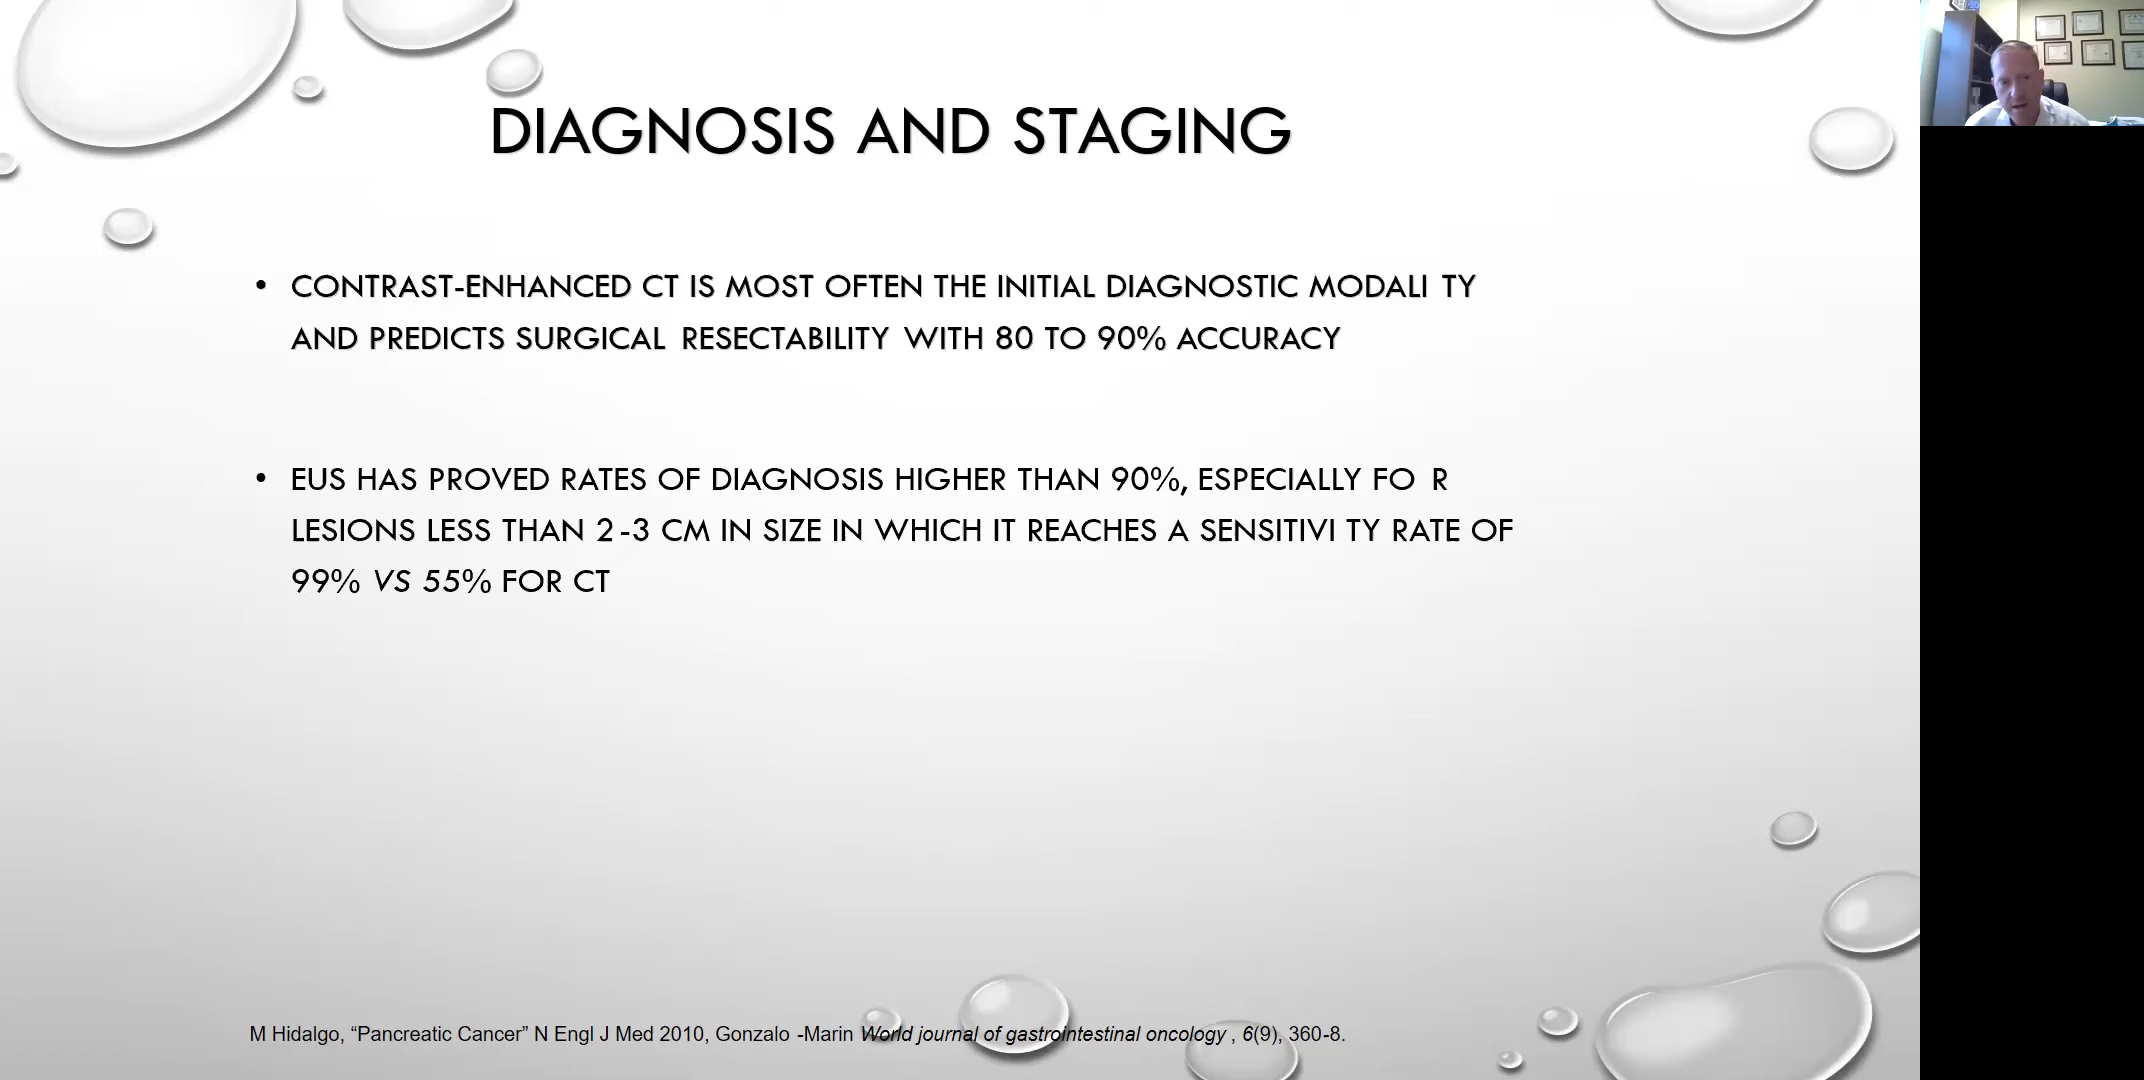 DIAGNOSIS AND STAGING
• CONTRAST-ENHANCED CT IS MOST OFTEN THE INITIAL DIAGNOSTIC MODALI TY
AND PREDICTS SURGICAL RESECTABILITY WITH 80 TO 90% ACCURACY
• EUS HAS PROVED RATES OF DIAGNOSIS HIGHER THAN 90%, ESPECIALLY FO R
LESIONS LESS THAN 2 -3 CM IN SIZE IN WHICH IT REACHES A SENSITIVI TY RATE OF
99% VS 55% FOR CT
M Hidalgo, “Pancreatic Cancer” N Engl J Med 2010, Gonzalo -Marin World journal of gastrointestinal oncology , 6(9), 360-8.